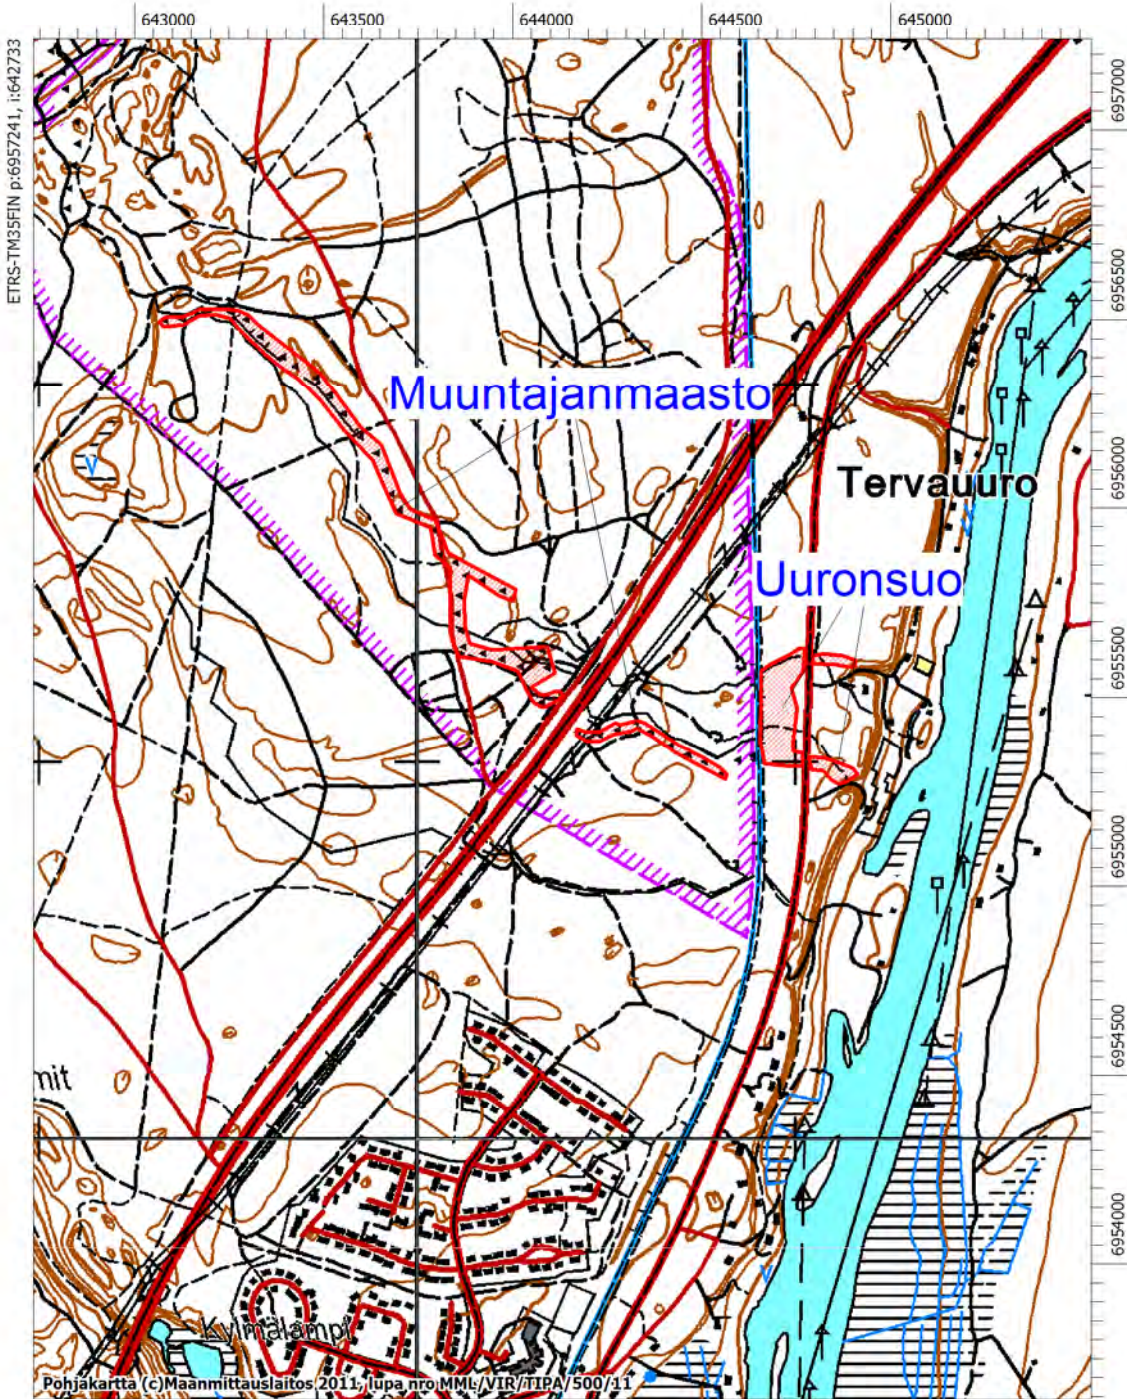 643000 643500 644000 644500 645000
ETRS-TM35FIN p:6957241, i:642733
6957000
6956500
Muuntajanmaasto
6956000
Tervauuro
Uuronsuo
6955500
6955000
6954500
mit
6954000
Kylmälampi
Pohjakartta (c)Maanmittauslaitos 2011, lupa nro MML/VIR/TIPA/500/11